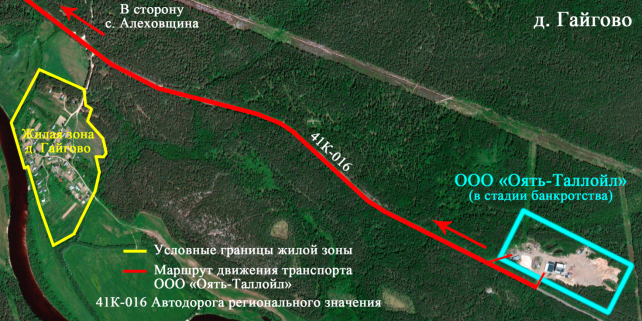 В сторону
с. Алеховщина
д. Гайгово
Жилая зона
д. Гайгово
41К-016
ООО «Оять-Таллойл»
(в стадии банкротства)
Условные границы жилой зоны
Маршрут движения транспорта
ООО «Оять-Таллойл»
41К-016 Автодорога регионального значения